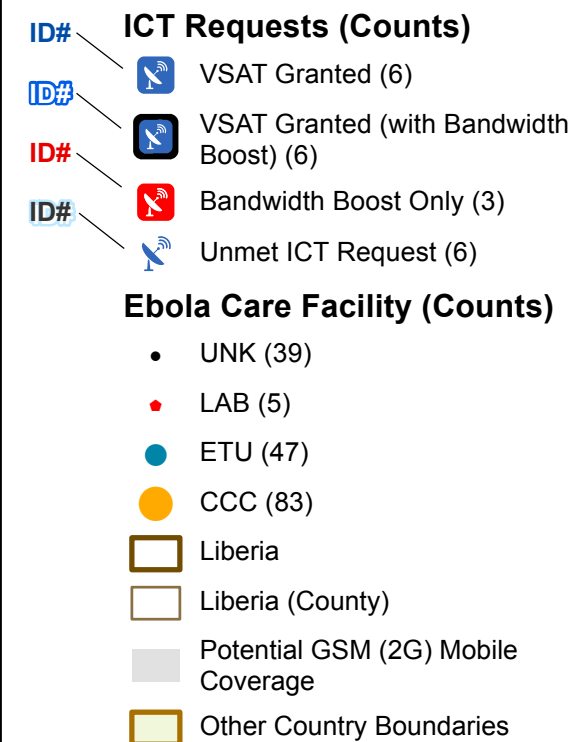 ICT Requests (Counts)
ID#
VSAT Granted (6)
ID#
VSAT Granted (with Bandwidth
Boost) (6)
ID#
Bandwidth Boost Only (3)
ID#
Unmet ICT Request (6)
Ebola Care Facility (Counts)
UNK (39)
LAB (5)
ETU (47)
CCC (83)
Liberia
Liberia (County)
Potential GSM (2G) Mobile
Coverage
Other Country Boundaries